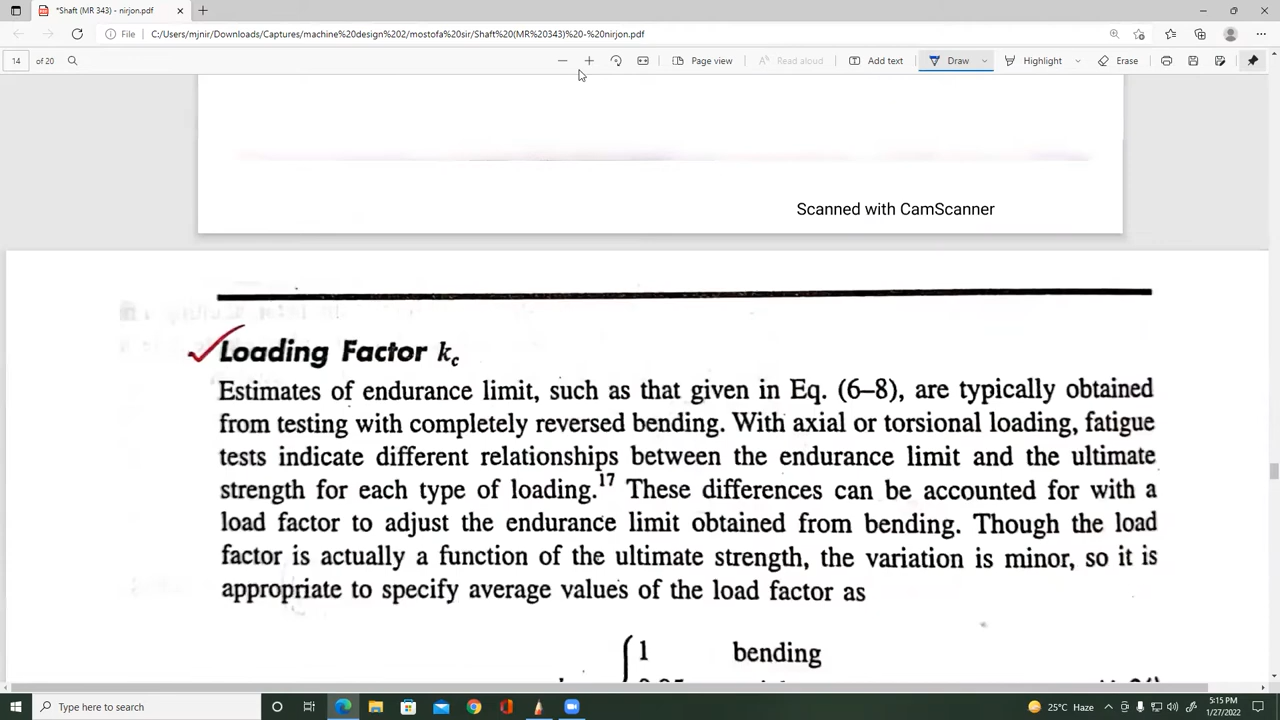 *Shaft (MR 343) - nirjon.pdf
File C:/Users/mjnir/Downloads/Captures/machine%20design%202/mostofa%20sir/Shaft%20(MR%20343)%20-%20nirjon.pdf
14 of 20 Page view Read aloud Add text Draw Highlight Erase
Scanned with CamScanner
Loading Factor kc
Estimates of endurance limit, such as that given in Eq. (6–8), are typically obtained
from testing with completely reversed bending. With axial or torsional loading, fatigue
tests indicate different relationships between the endurance limit and the ultimate
strength for each type of loading.17 These differences can be accounted for with a
load factor to adjust the endurance limit obtained from bending. Though the load
factor is actually a function of the ultimate strength, the variation is minor, so it is
appropriate to specify average values of the load factor as
1 bending
Type here to search 25°C Haze 5:15 PM
1/27/2022